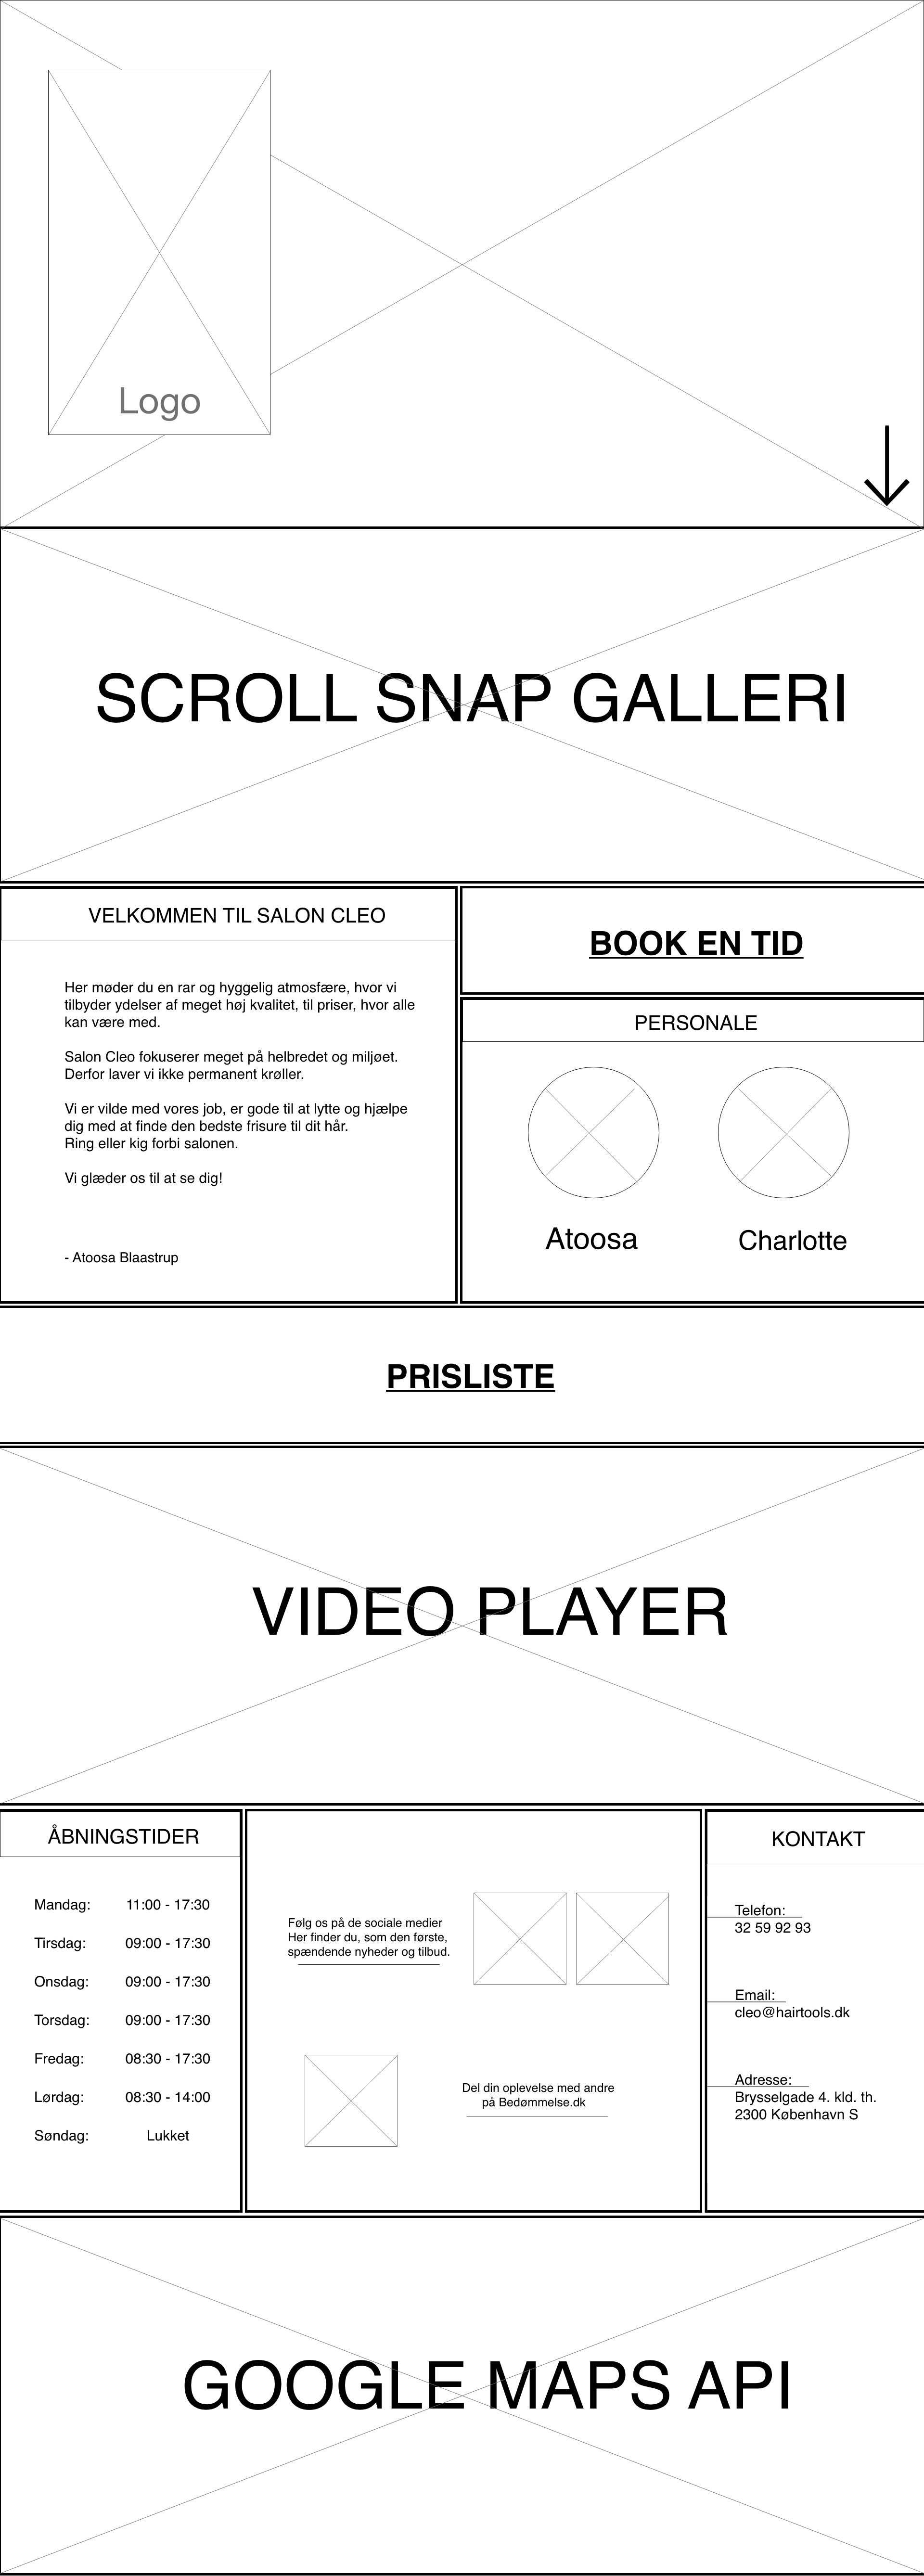 Logo
SCROLL SNAP GALLERI
VELKOMMEN TIL SALON CLEO
Her møder du en rar og hyggelig atmosfære, hvor vi
tilbyder ydelser af meget høj kvalitet, til priser, hvor alle
kan være med.
Salon Cleo fokuserer meget på helbredet og miljøet.
Derfor laver vi ikke permanent krøller.
Vi er vilde med vores job, er gode til at lytte og hjælpe
dig med at finde den bedste frisure til dit hår.
Ring eller kig forbi salonen.
Vi glæder os til at se dig!
- Atoosa Blaastrup
BOOK EN TID
PERSONALE
Atoosa
Charlotte
PRISLISTE
VIDEO PLAYER
ÅBNINGSTIDER
Mandag: 11:00 - 17:30
Tirsdag: 09:00 - 17:30
Onsdag: 09:00 - 17:30
Torsdag: 09:00 - 17:30
Fredag: 08:30 - 17:30
Lørdag: 08:30 - 14:00
Søndag: Lukket
Følg os på de sociale medier
Her finder du, som den første,
spændende nyheder og tilbud.
Del din oplevelse med andre
på Bedømmelse.dk
KONTAKT
Telefon:
32 59 92 93
Email:
cleo@hairtools.dk
Adresse:
Brysselgade 4. kld. th.
2300 København S
GOOGLE MAPS API